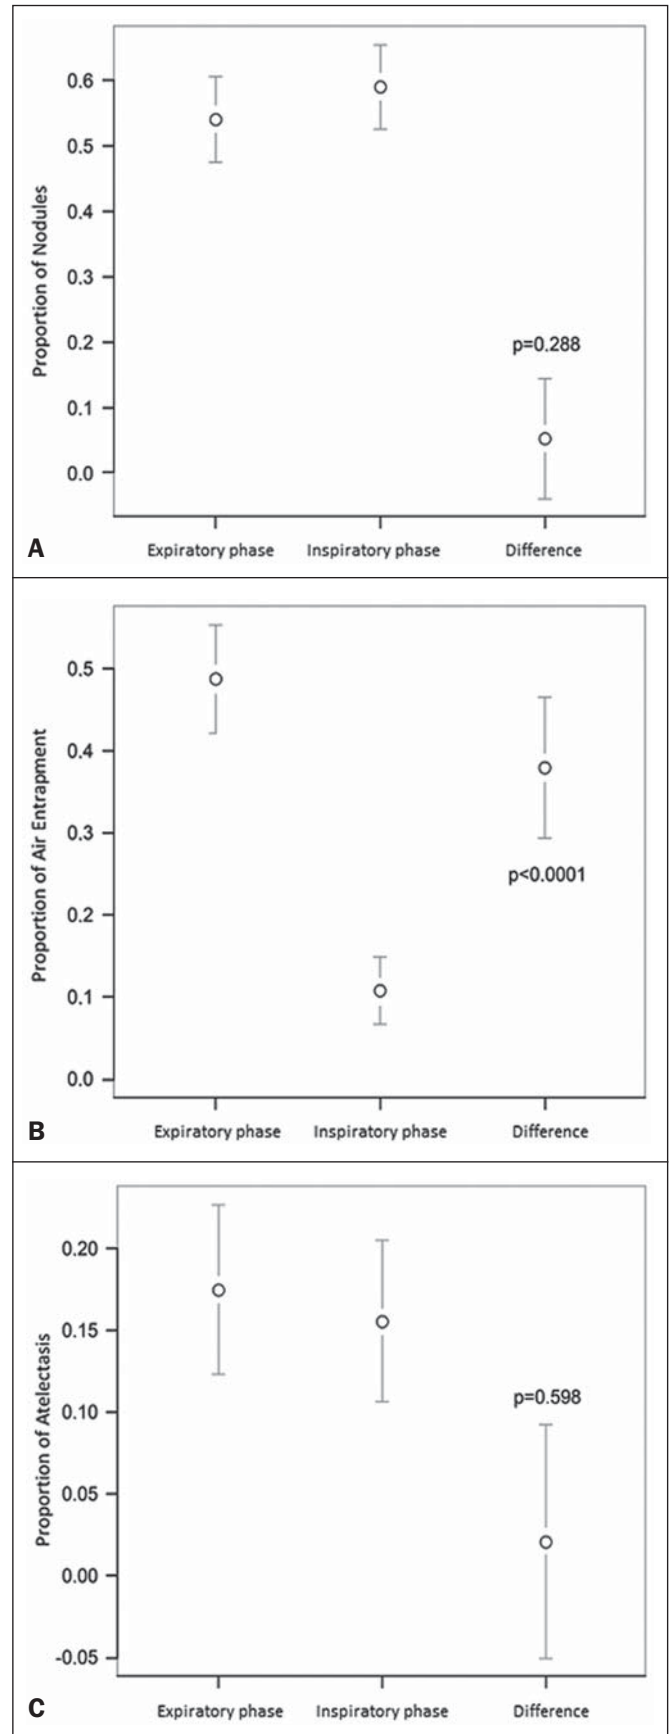 Proportion of Nodules
0.6
0.5
0.4
0.3
0.2
0.1
0.0
p=0.288
Expiratory phase Inspiratory phase Difference
A
Proportion of Air Entrapment
0.5
0.4
0.3
0.2
0.1
0.0
p<0.0001
Expiratory phase Inspiratory phase Difference
B
Proportion of Atelectasis
0.20
0.15
0.10
0.05
0.00
-0.05
p=0.598
Expiratory phase Inspiratory phase Difference
C